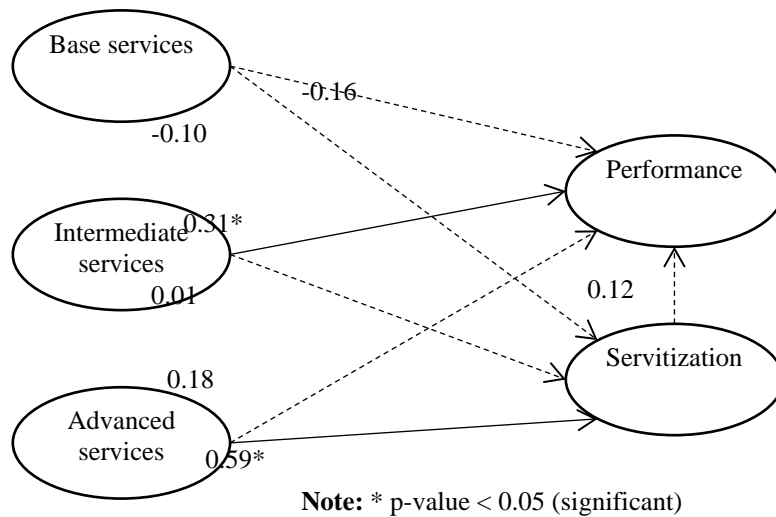 Base services
-0.16
-0.10
Performance
0.31*
Intermediate
services
0.01
0.12
Servitization
0.18
Advanced
services
0.59*
Note: * p-value < 0.05 (significant)